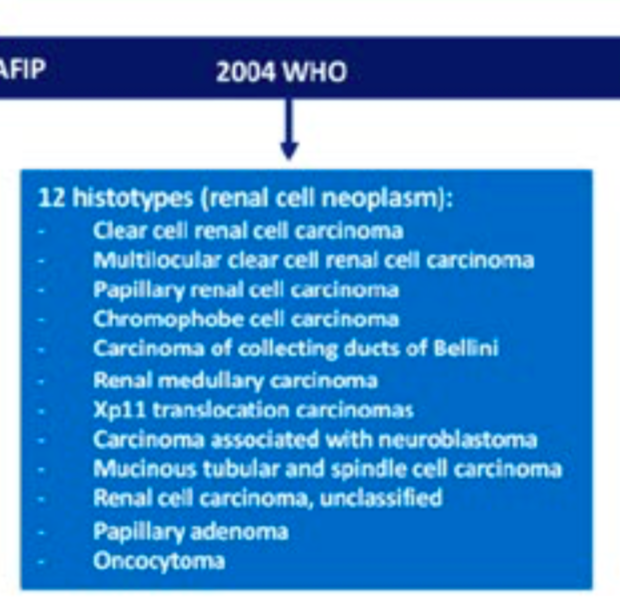 AFIP 2004 WHO
12 histotypes (renal cell neoplasm):
- Clear cell renal cell carcinoma
- Multilocular clear cell renal cell carcinoma
- Papillary renal cell carcinoma
- Chromophobe cell carcinoma
- Carcinoma of collecting ducts of Bellini
- Renal medullary carcinoma
- Xp11 translocation carcinomas
- Carcinoma associated with neuroblastoma
- Mucinous tubular and spindle cell carcinoma
- Renal cell carcinoma, unclassified
- Papillary adenoma
- Oncocytoma